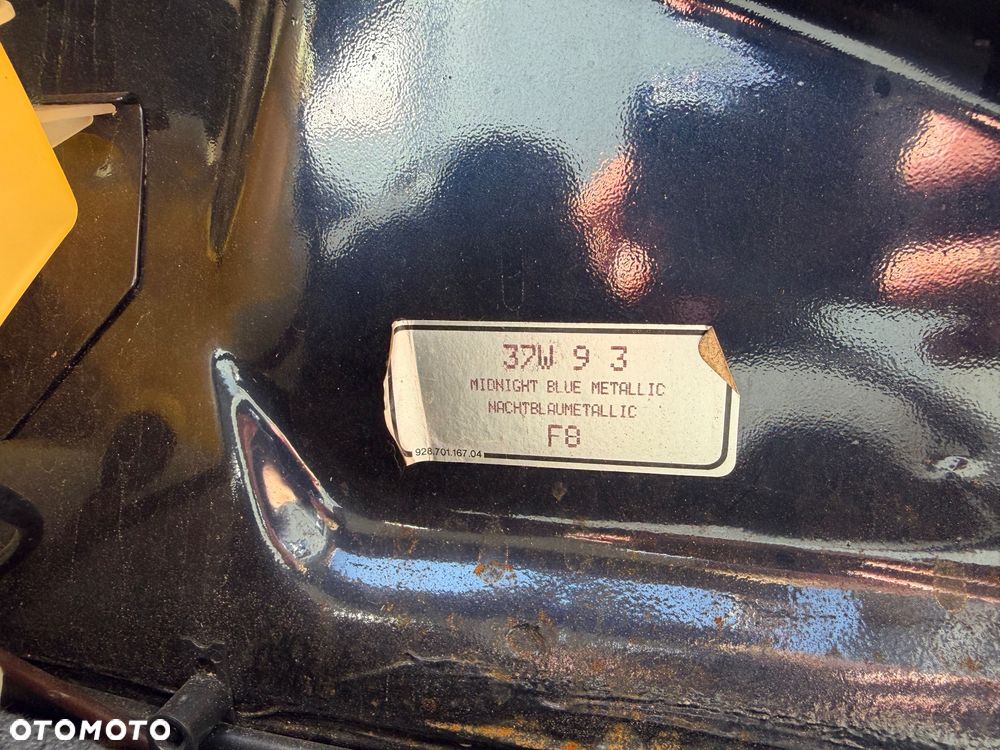 37W 9 3
MIDNIGHT BLUE METALLIC
NACHTBLAUMETALLIC
F8
928.701.167.04
OTOMOTO